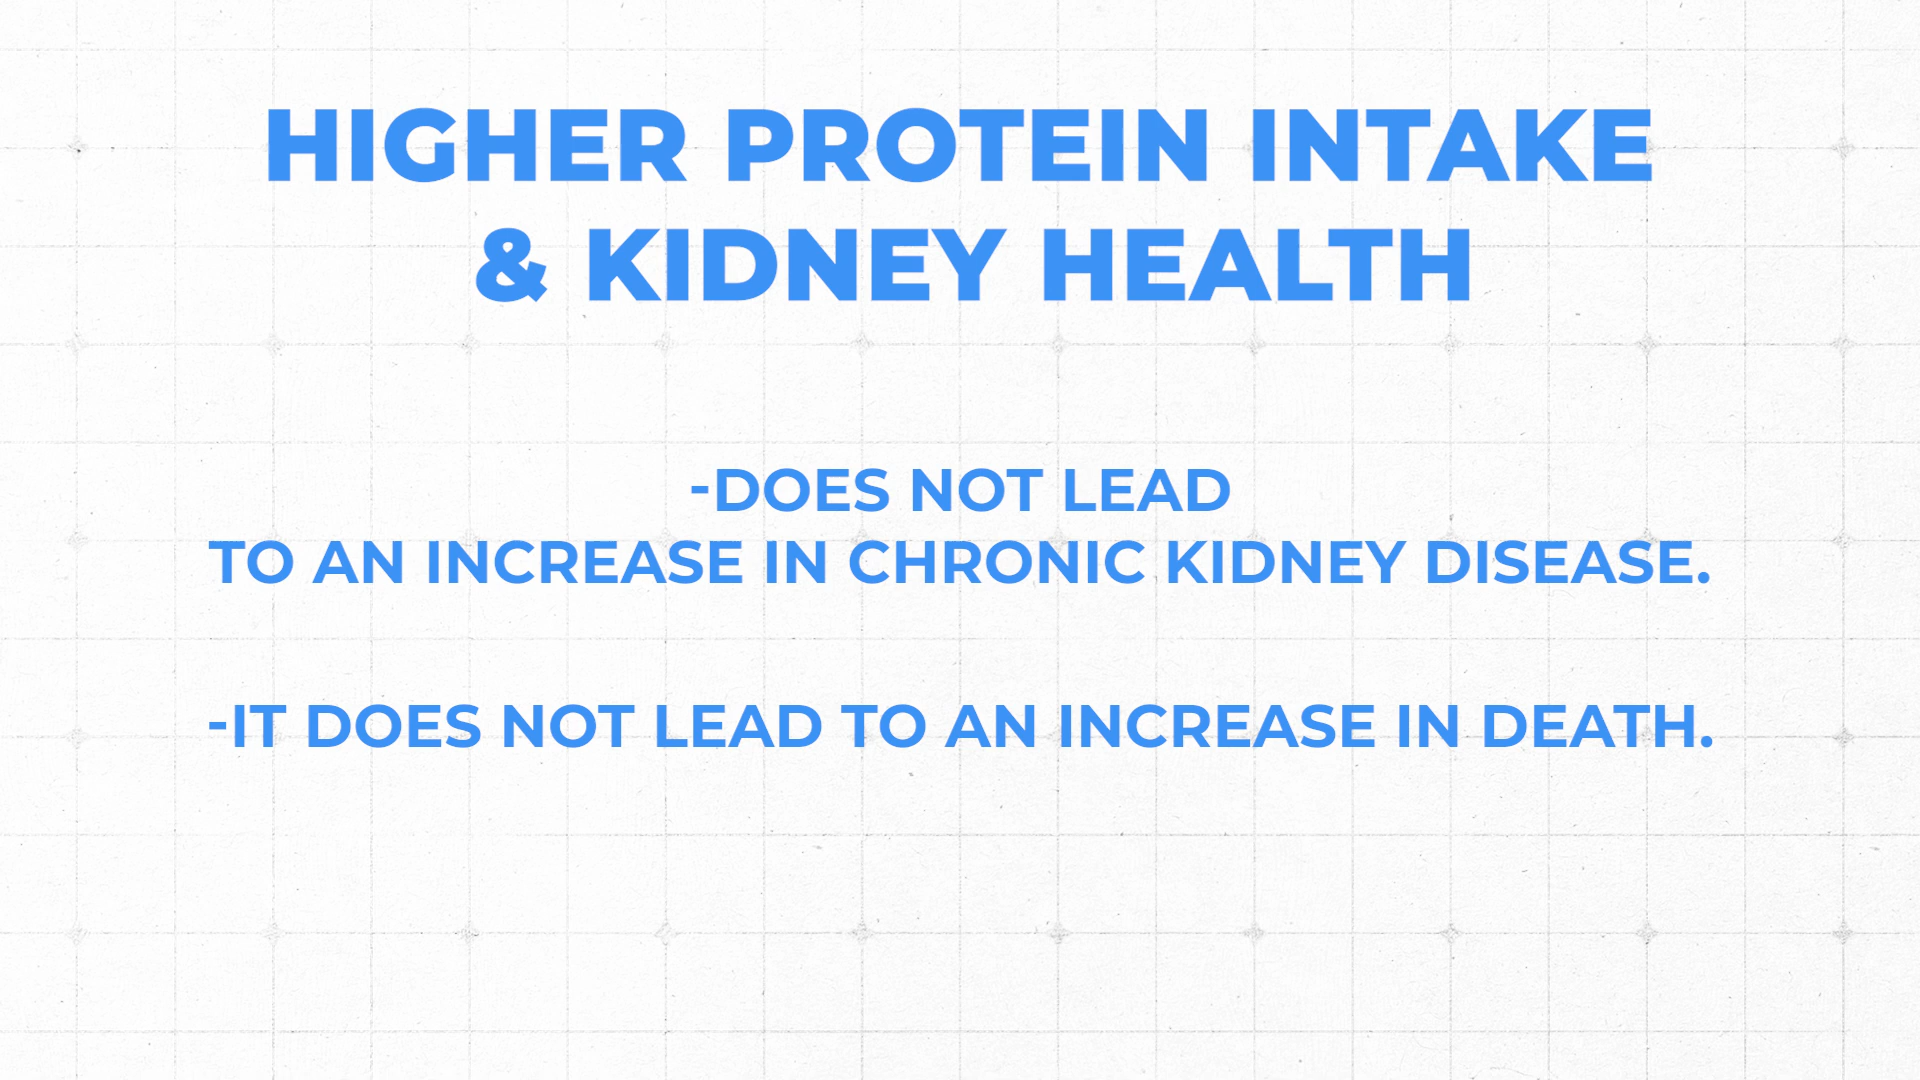 HIGHER PROTEIN INTAKE
& KIDNEY HEALTH
-DOES NOT LEAD
TO AN INCREASE IN CHRONIC KIDNEY DISEASE.
-IT DOES NOT LEAD TO AN INCREASE IN DEATH.